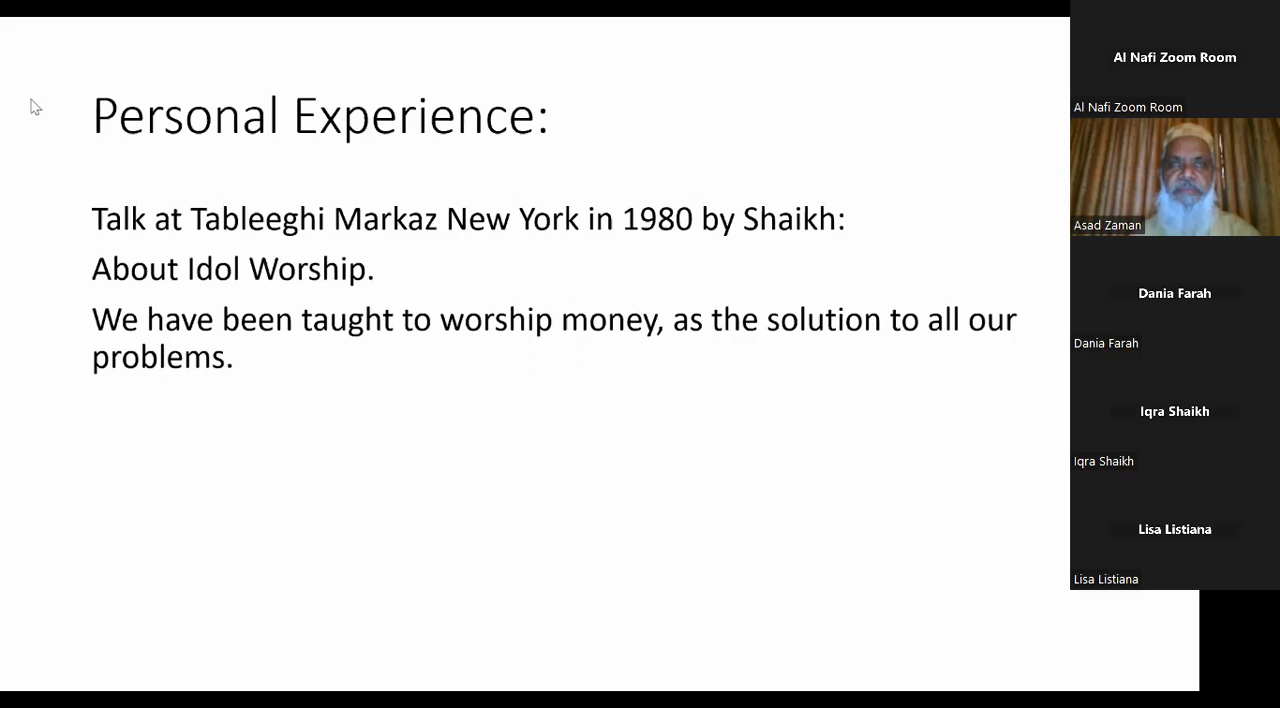 Personal Experience:
Talk at Tableeghi Markaz New York in 1980 by Shaikh:
About Idol Worship.
We have been taught to worship money, as the solution to all our
problems.
Al Nafi Zoom Room
Al Nafi Zoom Room
Asad Zaman
Dania Farah
Dania Farah
Iqra Shaikh
Iqra Shaikh
Lisa Listiana
Lisa Listiana